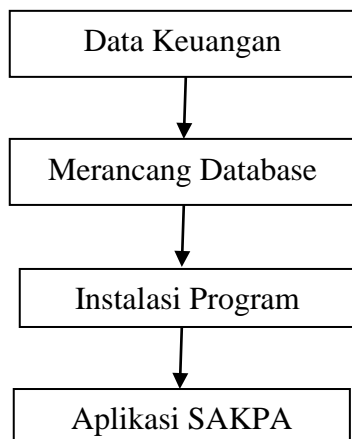 Data Keuangan
Merancang Database
Instalasi Program
Aplikasi SAKPA